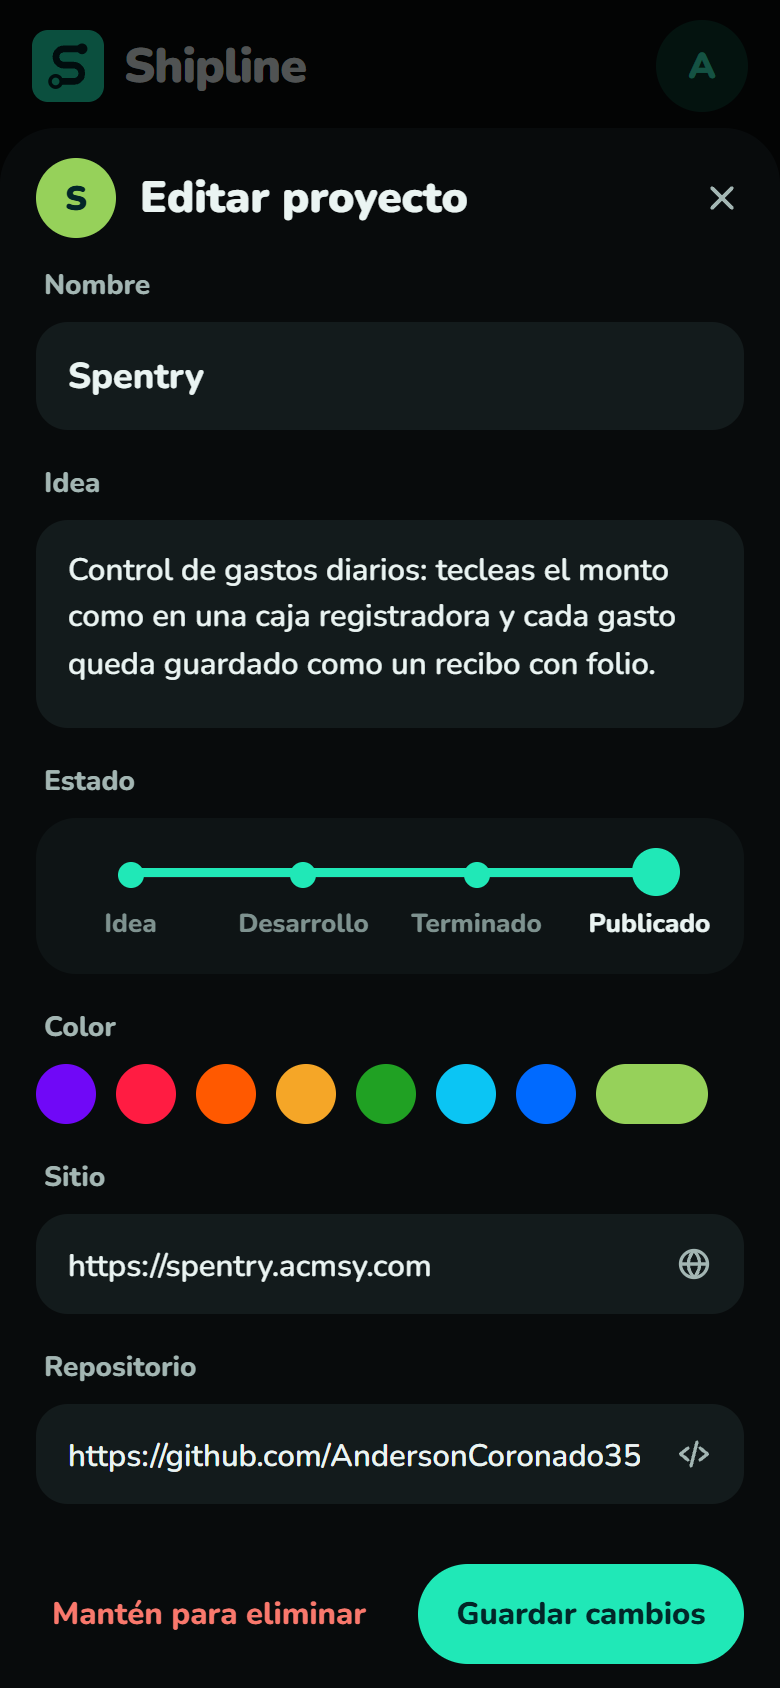 Shipline
A
S
Editar proyecto
Nombre
Spentry
Idea
Control de gastos diarios: tecleas el monto
como en una caja registradora y cada gasto
queda guardado como un recibo con folio.
Estado
Idea
Desarrollo
Terminado
Publicado
Color
Sitio
https://spentry.acmsy.com
Repositorio
https://github.com/AndersonCoronado35
Mantén para eliminar
Guardar cambios